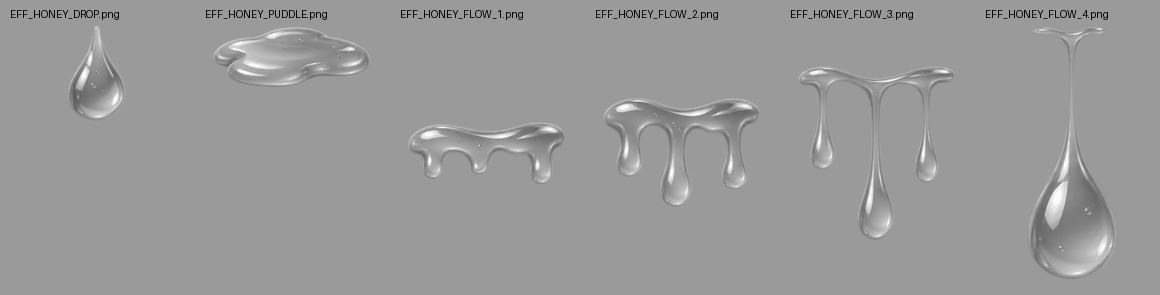 EFF_HONEY_DROP.png
EFF_HONEY_PUDDLE.png
EFF_HONEY_FLOW_1.png
EFF_HONEY_FLOW_2.png
EFF_HONEY_FLOW_3.png
EFF_HONEY_FLOW_4.png